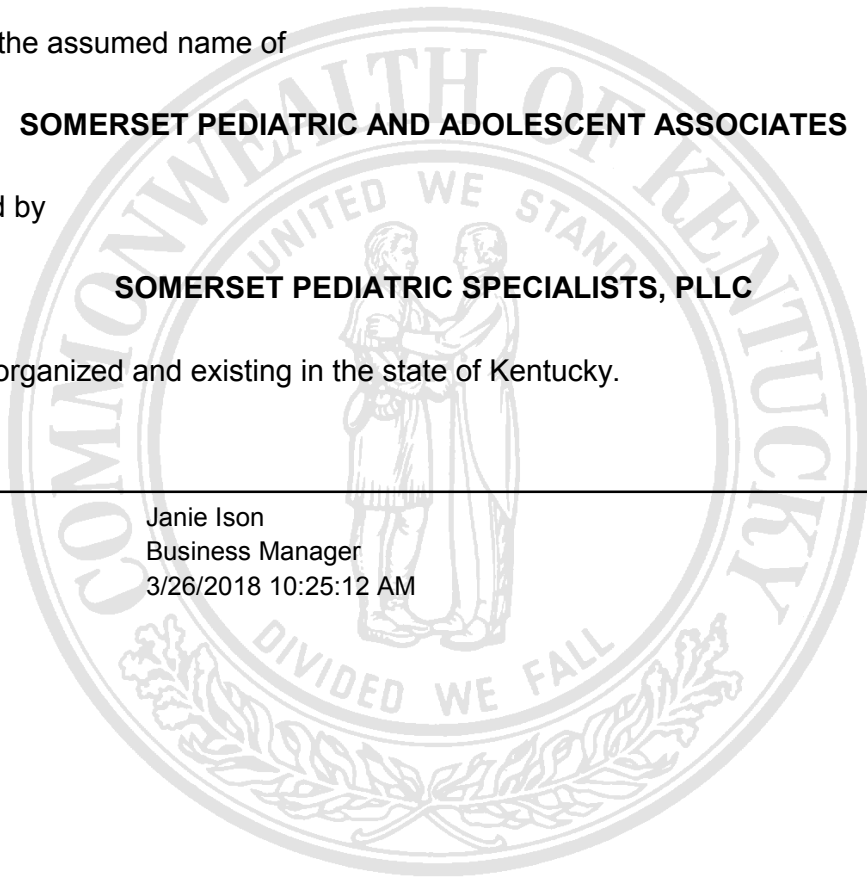 the assumed name of
SOMERSET PEDIATRIC AND ADOLESCENT ASSOCIATES
d by
SOMERSET PEDIATRIC SPECIALISTS, PLLC
organized and existing in the state of Kentucky.
Janie Ison
Business Manager
3/26/2018 10:25:12 AM
COMMONWEALTH OF KENTUCKY
UNITED WE STAND
DIVIDED WE FALL